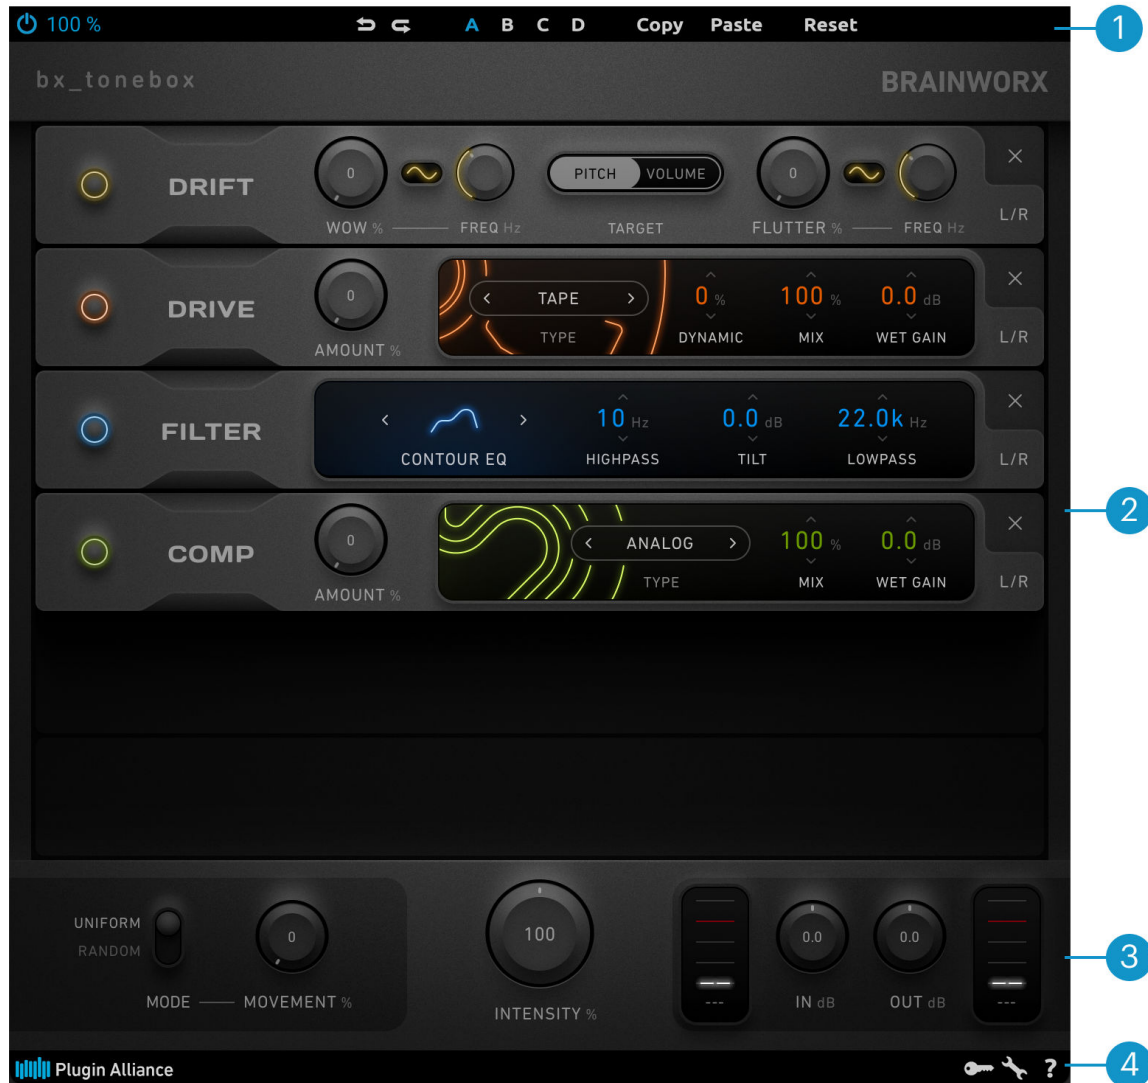 100 %
A B C D Copy Paste Reset
1
bx_tonebox
BRAINWORX
DRIFT
0
WOW %
FREQ Hz
PITCH VOLUME
TARGET
0
FLUTTER %
FREQ Hz
L/R
DRIVE
0
AMOUNT %
TAPE
TYPE
0 %
DYNAMIC
100 %
MIX
0.0 dB
WET GAIN
L/R
FILTER
CONTOUR EQ
10 Hz
HIGHPASS
0.0 dB
TILT
22.0k Hz
LOWPASS
L/R
2
COMP
0
AMOUNT %
ANALOG
TYPE
100 %
MIX
0.0 dB
WET GAIN
L/R
UNIFORM
RANDOM
MODE
0
MOVEMENT %
100
INTENSITY %
---
0.0
IN dB
0.0
OUT dB
---
3
Plugin Alliance
?
4